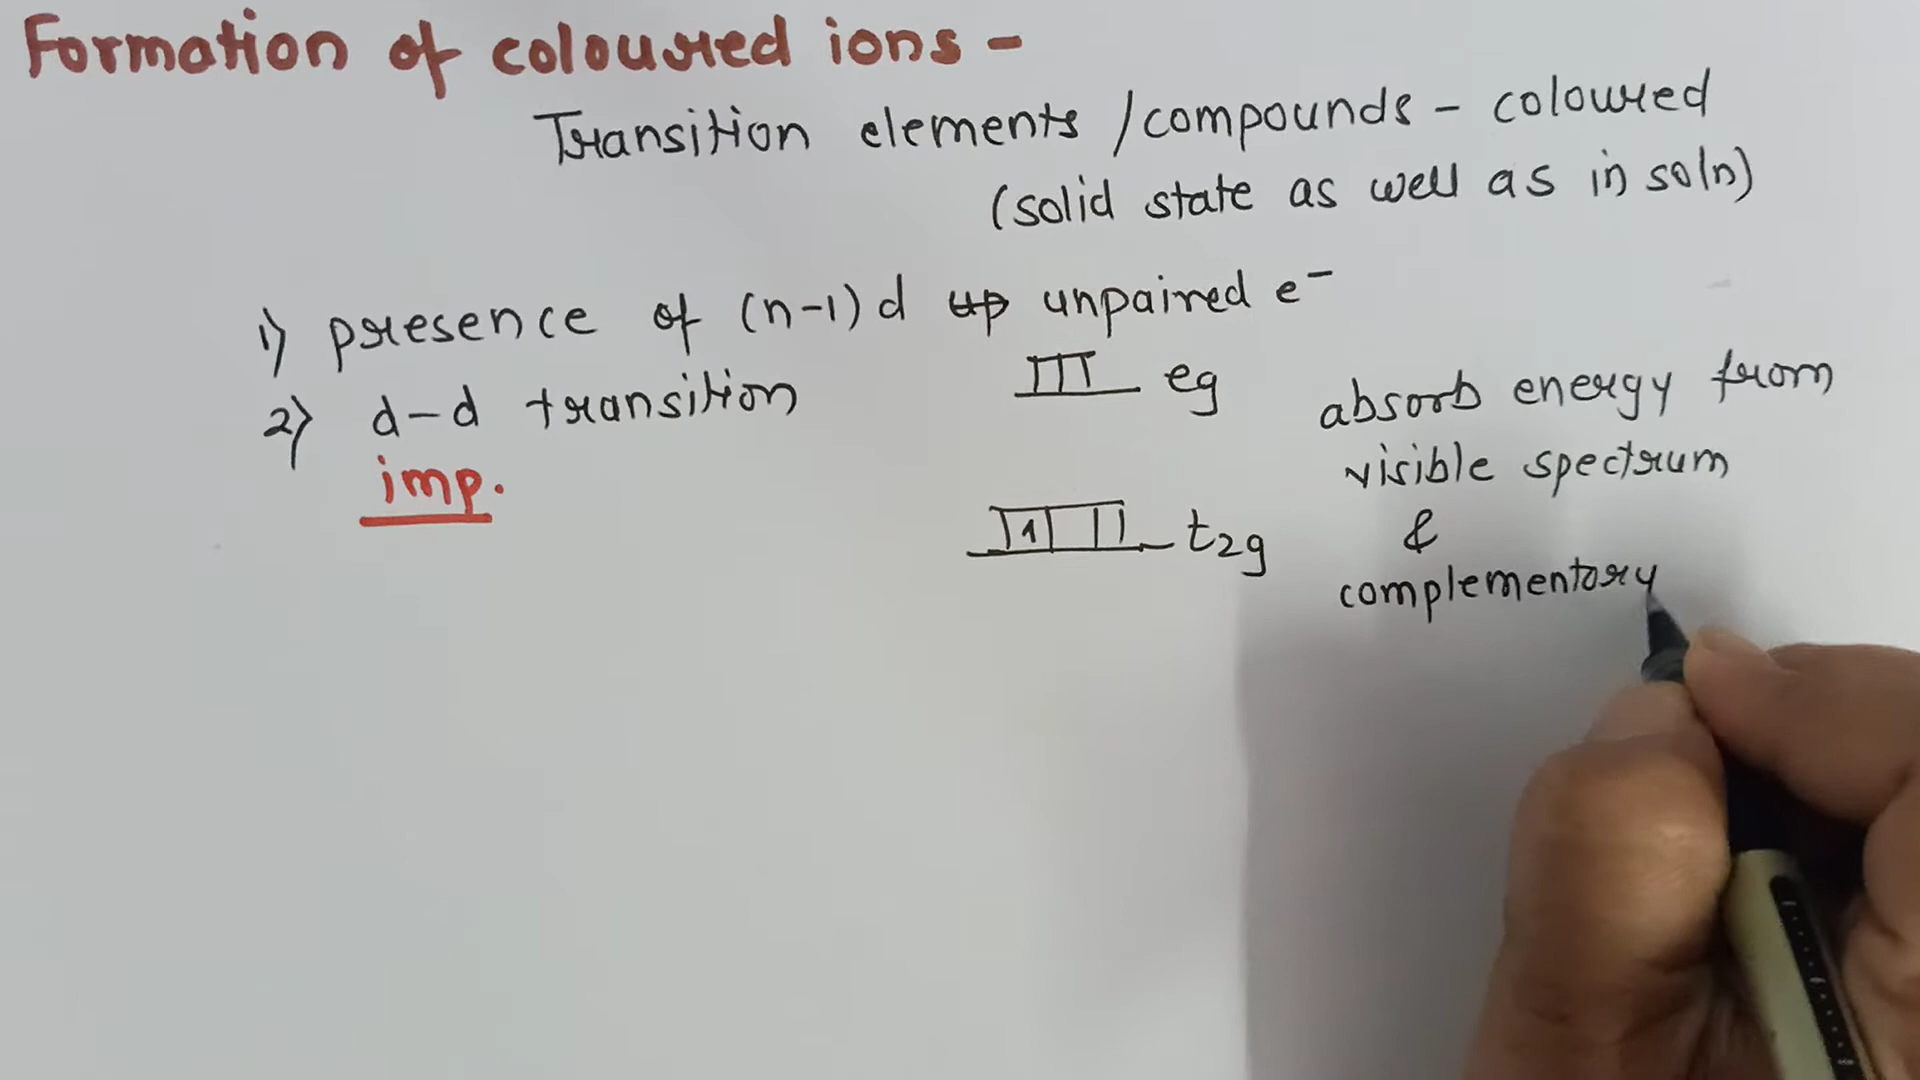 Formation of coloured ions -
Transition elements / compounds - coloured
(solid state as well as in soln)
1) presence of (n-1) d up unpaired e⁻
2) d-d transition
imp.
eg
1 t2g
absorb energy from
visible spectrum
&
complementary